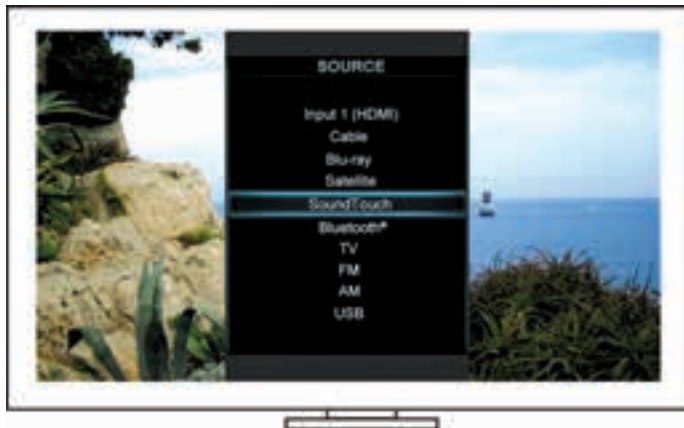 SOURCE
Input 1 (HDMI)
Cable
Blu-ray
Satellite
SoundTouch
Bluetooth®
TV
FM
AM
USB